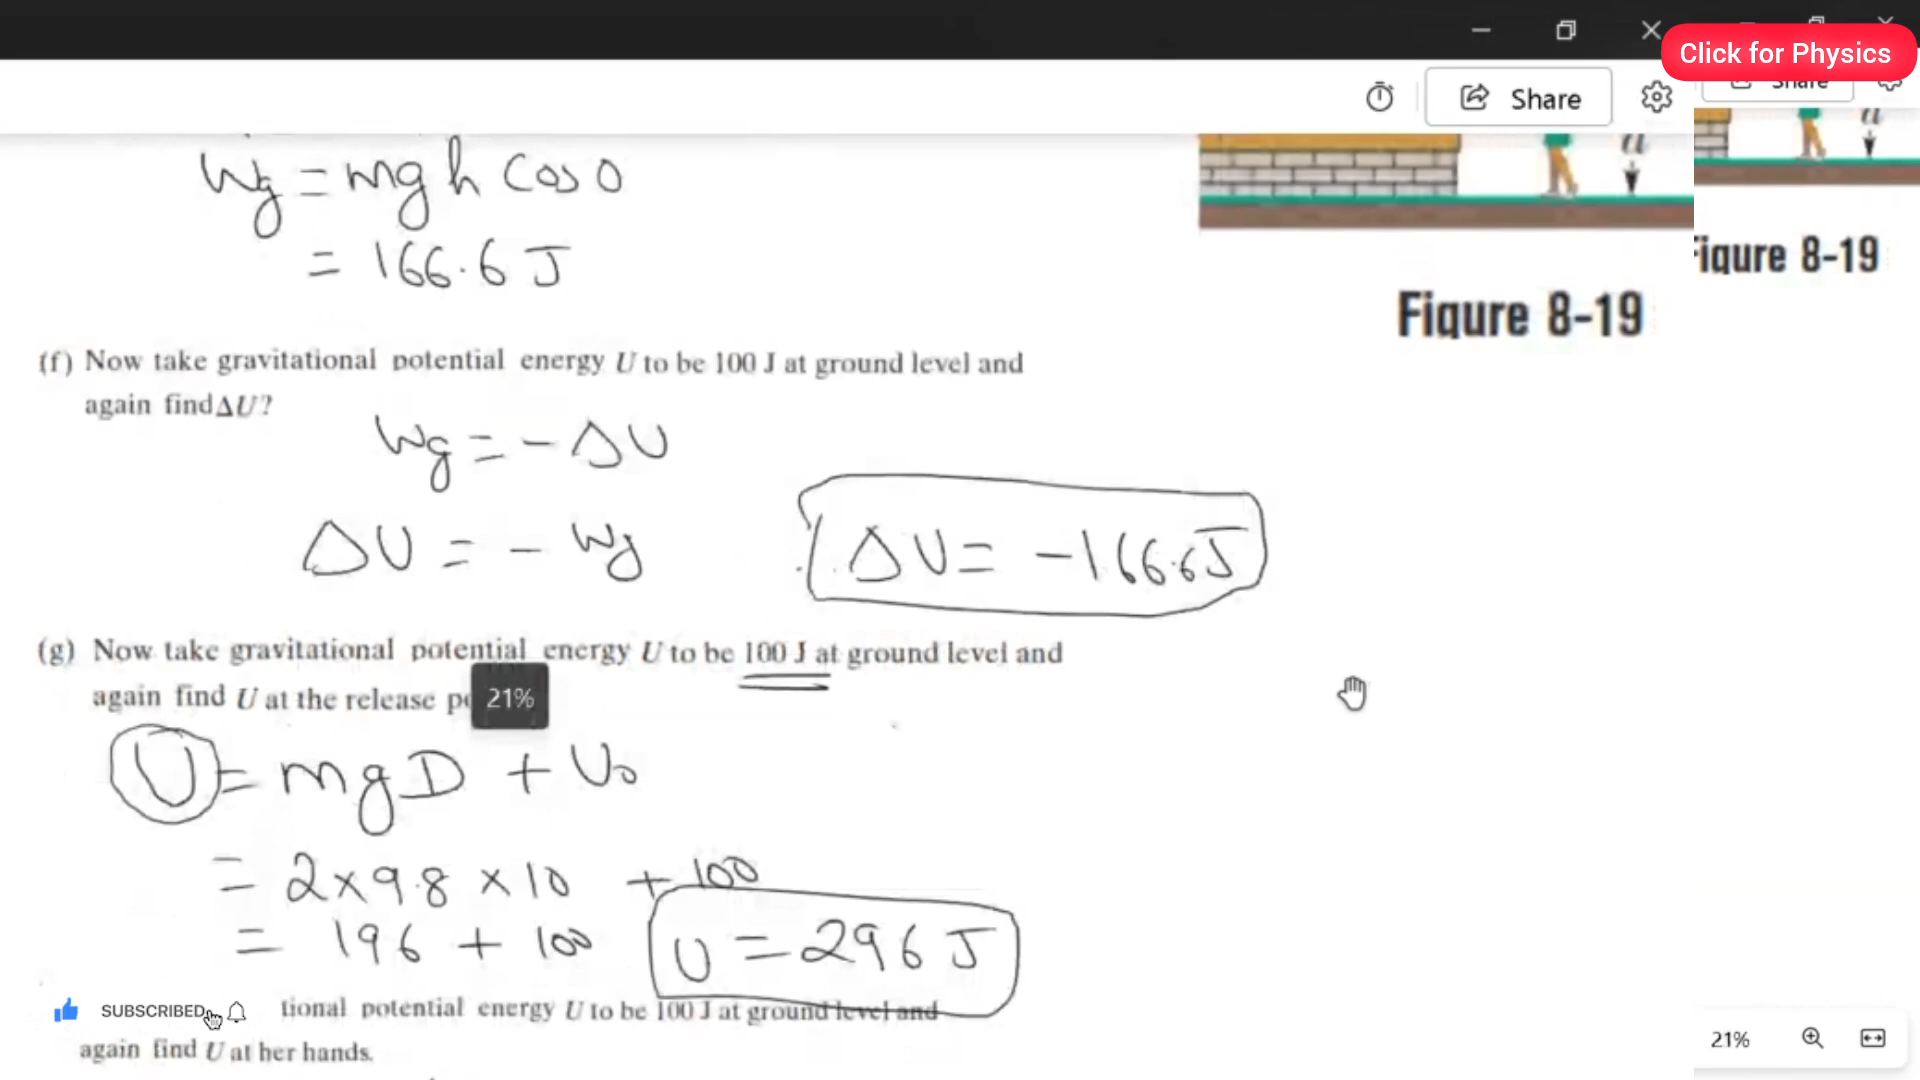 Click for Physics
Share
Share
Wg = mg h Cos 0
= 166.6 J
d
d
Figure 8-19
igure 8-19
(f) Now take gravitational potential energy U to be 100 J at ground level and
again find ΔU?
Wg = - ΔU
ΔU = - Wg
ΔU = -166.6J
(g) Now take gravitational potential energy U to be 100 J at ground level and
again find U at the release
21%
U = mgD + U₀
= 2×9.8×10 + 100
= 196 + 100
U = 296 J
SUBSCRIBED
tional potential energy U to be 100 J at ground level and
again find U at her hands.
21%